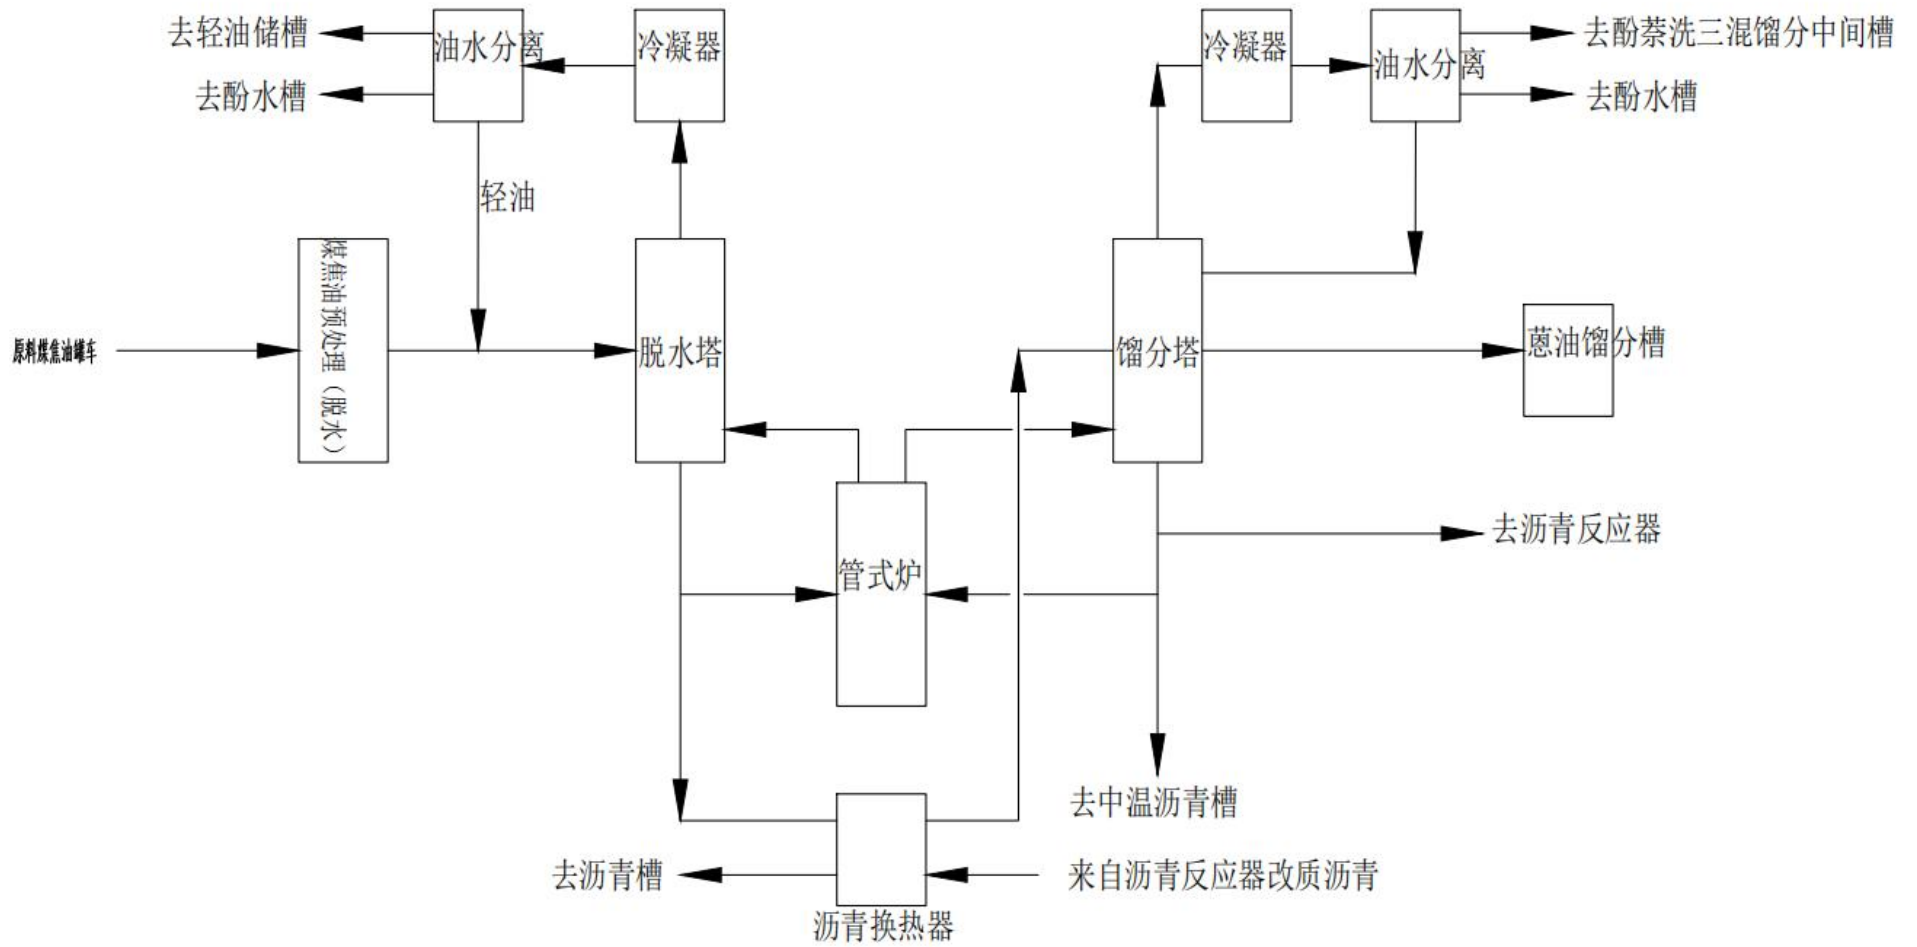 去轻油储槽
油水分离
冷凝器
冷凝器
油水分离
去酚萘洗三混馏分中间槽
去酚水槽
去酚水槽
轻油
煤焦油预处理（脱水）
原料煤焦油罐车
脱水塔
馏分塔
蒽油馏分槽
去沥青反应器
管式炉
去中温沥青槽
去沥青槽
来自沥青反应器改质沥青
沥青换热器